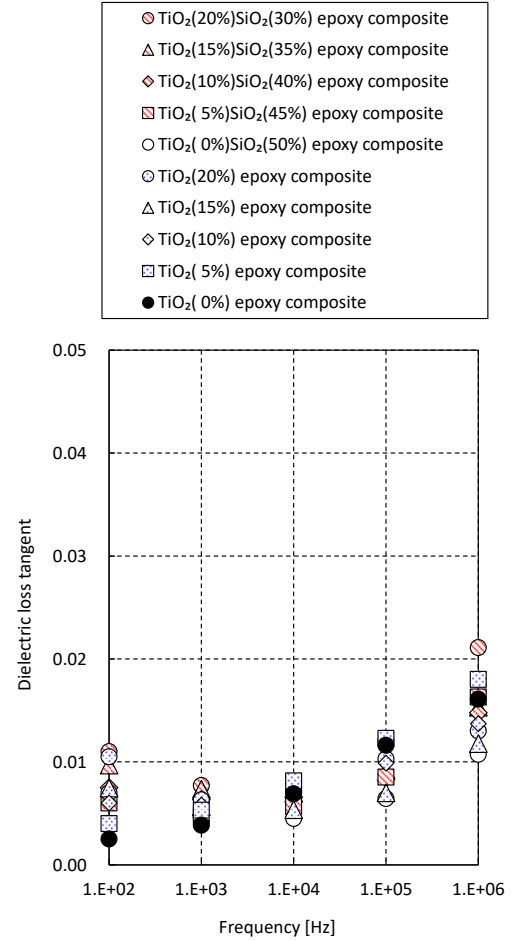 TiO₂(20%)SiO₂(30%) epoxy composite
TiO₂(15%)SiO₂(35%) epoxy composite
TiO₂(10%)SiO₂(40%) epoxy composite
TiO₂( 5%)SiO₂(45%) epoxy composite
TiO₂( 0%)SiO₂(50%) epoxy composite
TiO₂(20%) epoxy composite
TiO₂(15%) epoxy composite
TiO₂(10%) epoxy composite
TiO₂( 5%) epoxy composite
TiO₂( 0%) epoxy composite
0.05
0.04
0.03
0.02
0.01
0.00
Dielectric loss tangent
1.E+02 1.E+03 1.E+04 1.E+05 1.E+06
Frequency [Hz]